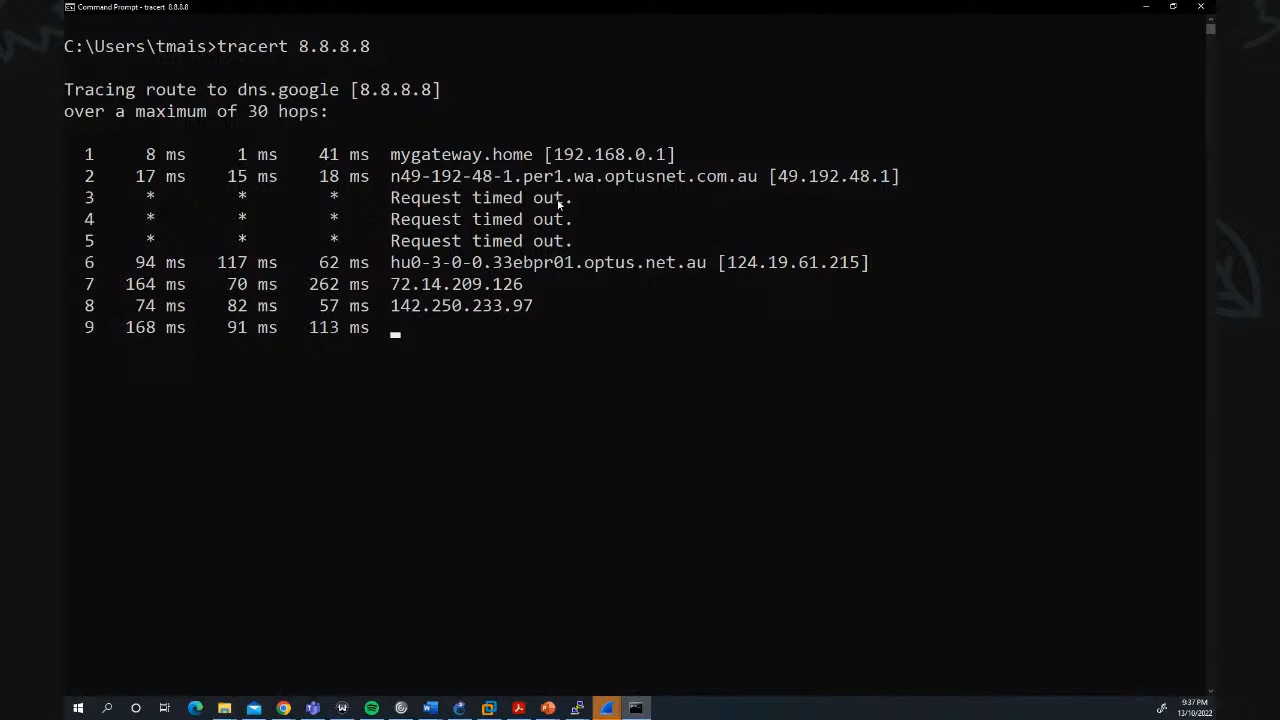 Command Prompt - tracert 8.8.8.8
C:\Users\tmais>tracert 8.8.8.8
Tracing route to dns.google [8.8.8.8]
over a maximum of 30 hops:
1 8 ms 1 ms 41 ms mygateway.home [192.168.0.1]
2 17 ms 15 ms 18 ms n49-192-48-1.per1.wa.optusnet.com.au [49.192.48.1]
3 * * * Request timed out.
4 * * * Request timed out.
5 * * * Request timed out.
6 94 ms 117 ms 62 ms hu0-3-0-0.33ebpr01.optus.net.au [124.19.61.215]
7 164 ms 70 ms 262 ms 72.14.209.126
8 74 ms 82 ms 57 ms 142.250.233.97
9 168 ms 91 ms 113 ms
9:37 PM
13/10/2022